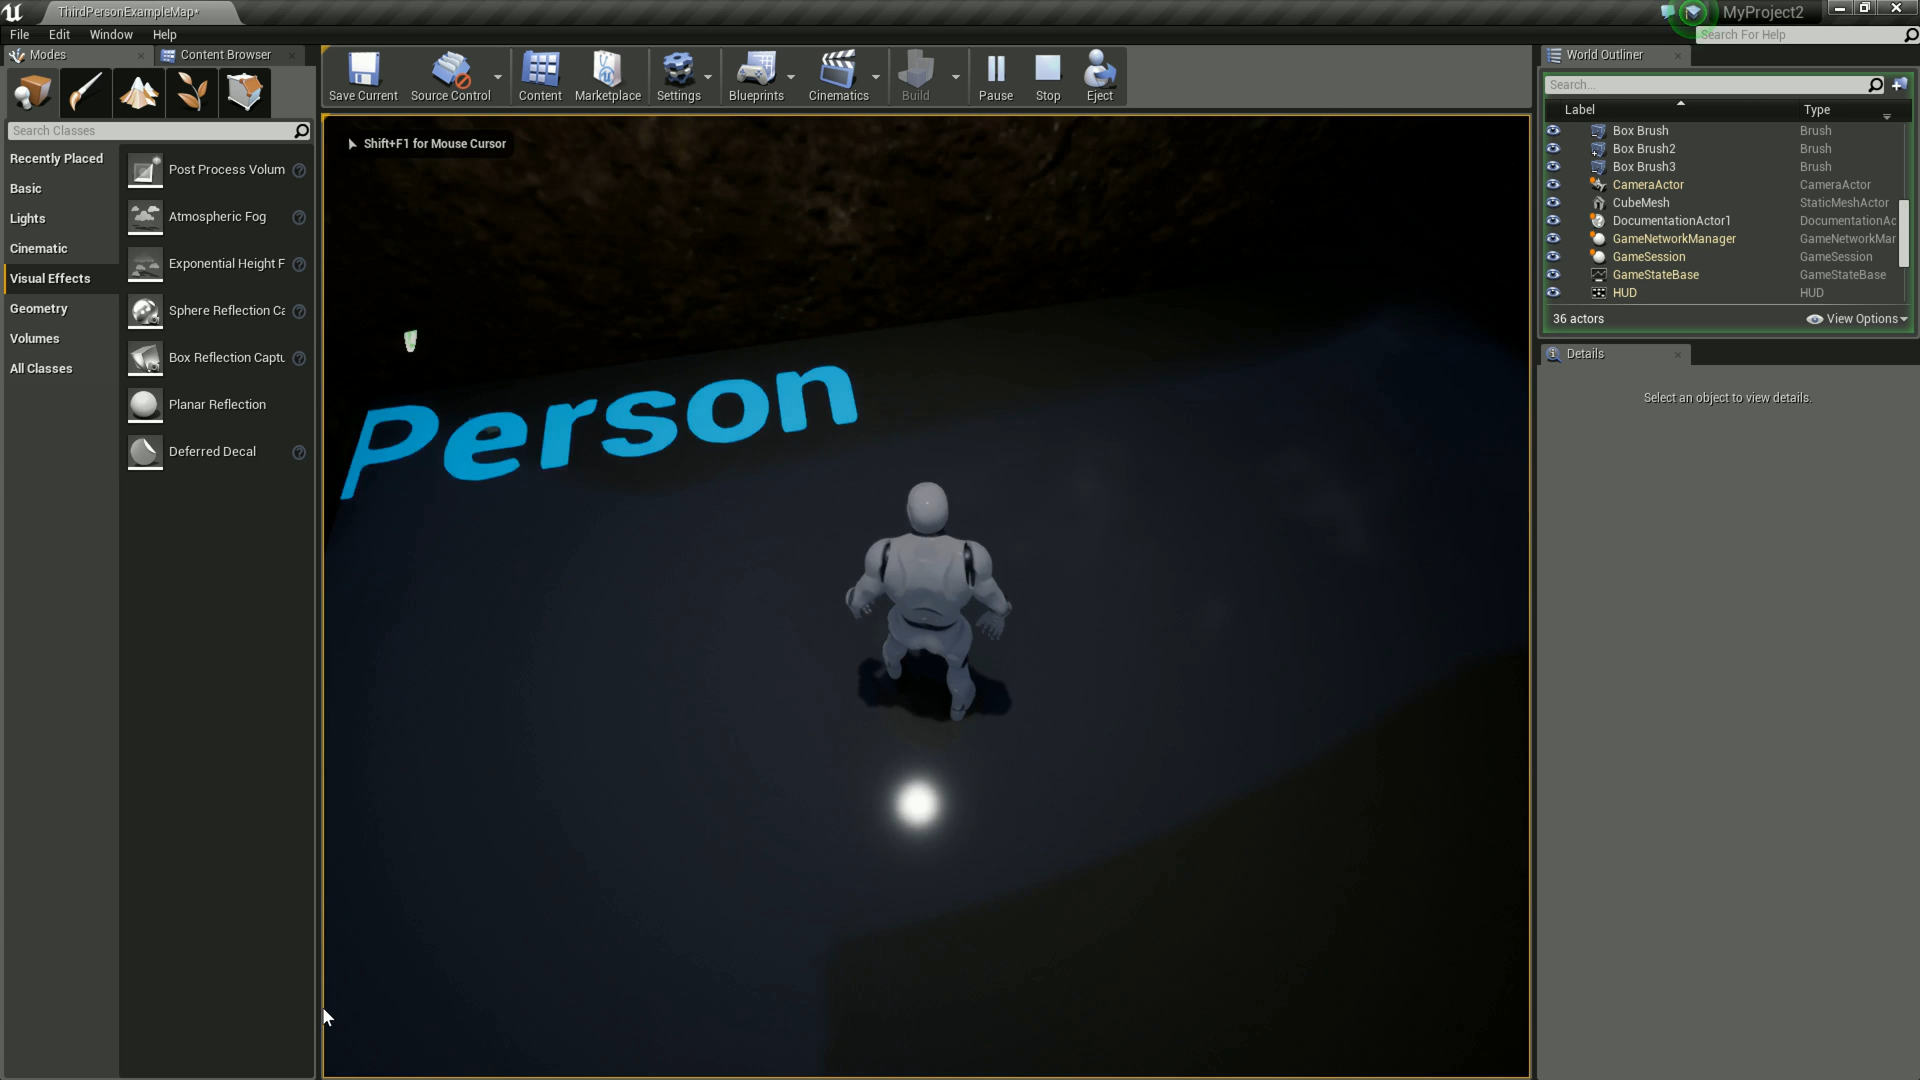 ThirdPersonExampleMap*
MyProject2
File Edit Window Help
Search For Help
Modes
Content Browser
Save Current
Source Control
Content
Marketplace
Settings
Blueprints
Cinematics
Build
Pause
Stop
Eject
Search Classes
Recently Placed
Basic
Lights
Cinematic
Visual Effects
Geometry
Volumes
All Classes
Post Process Volum
Atmospheric Fog
Exponential Height F
Sphere Reflection Ca
Box Reflection Captu
Planar Reflection
Deferred Decal
Shift+F1 for Mouse Cursor
Person
World Outliner
Search...
Label Type
Box Brush Brush
Box Brush2 Brush
Box Brush3 Brush
CameraActor CameraActor
CubeMesh StaticMeshActor
DocumentationActor1 DocumentationAc
GameNetworkManager GameNetworkMar
GameSession GameSession
GameStateBase GameStateBase
HUD HUD
36 actors View Options
Details
Select an object to view details.